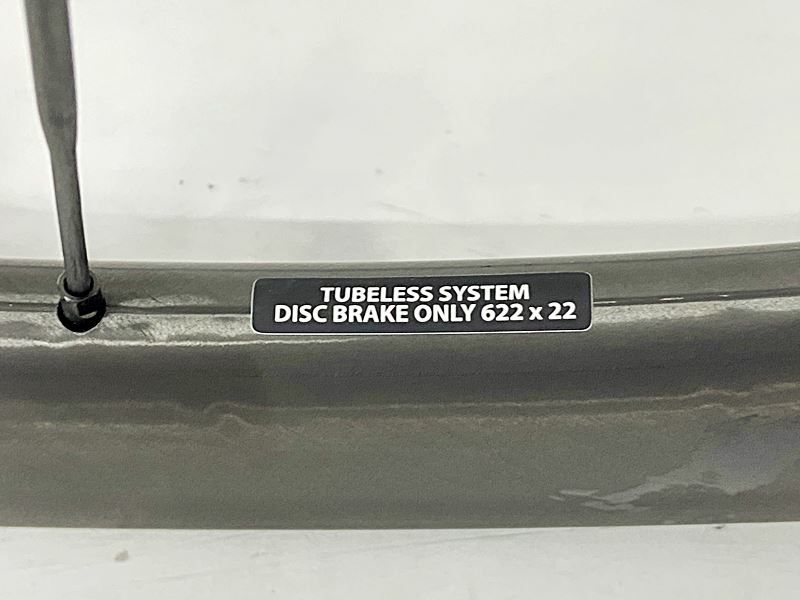 TUBELESS SYSTEM
DISC BRAKE ONLY 622 x 22